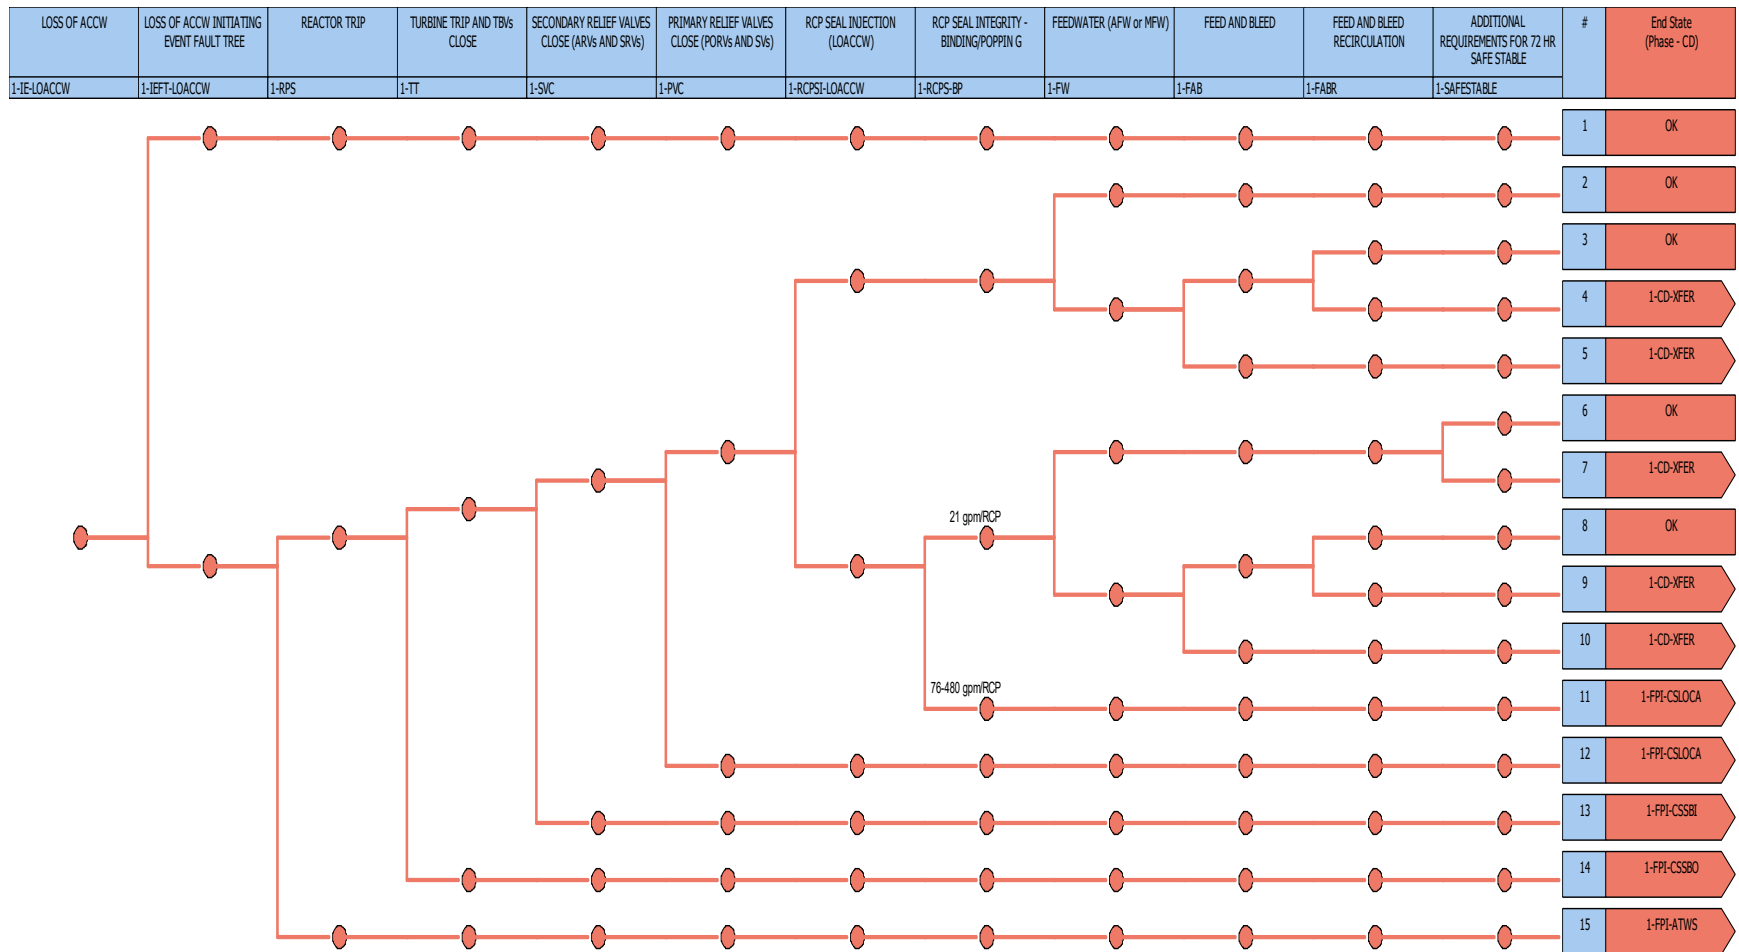 LOSS OF ACCW
LOSS OF ACCW INITIATING
EVENT FAULT TREE
REACTOR TRIP
TURBINE TRIP AND TBVs
CLOSE
SECONDARY RELIEF VALVES
CLOSE (ARVs AND SRVs)
PRIMARY RELIEF VALVES
CLOSE (PORVs AND SVs)
RCP SEAL INJECTION
(LOACCW)
RCP SEAL INTEGRITY -
BINDING/POPPIN G
FEEDWATER (AFW or MFW)
FEED AND BLEED
FEED AND BLEED
RECIRCULATION
ADDITIONAL
REQUIREMENTS FOR 72 HR
SAFE STABLE
#
End State
(Phase - CD)
1-IE-LOACCW
1-IEFT-LOACCW
1-RPS
1-TT
1-SVC
1-PVC
1-RCPSI-LOACCW
1-RCPS-BP
1-FW
1-FAB
1-FABR
1-SAFESTABLE
1
OK
2
OK
3
OK
4
1-CD-XFER
5
1-CD-XFER
6
OK
7
1-CD-XFER
21 gpm/RCP
8
OK
9
1-CD-XFER
10
1-CD-XFER
76-480 gpm/RCP
11
1-FPI-CSLOCA
12
1-FPI-CSLOCA
13
1-FPI-CSSBI
14
1-FPI-CSSBO
15
1-FPI-ATWS